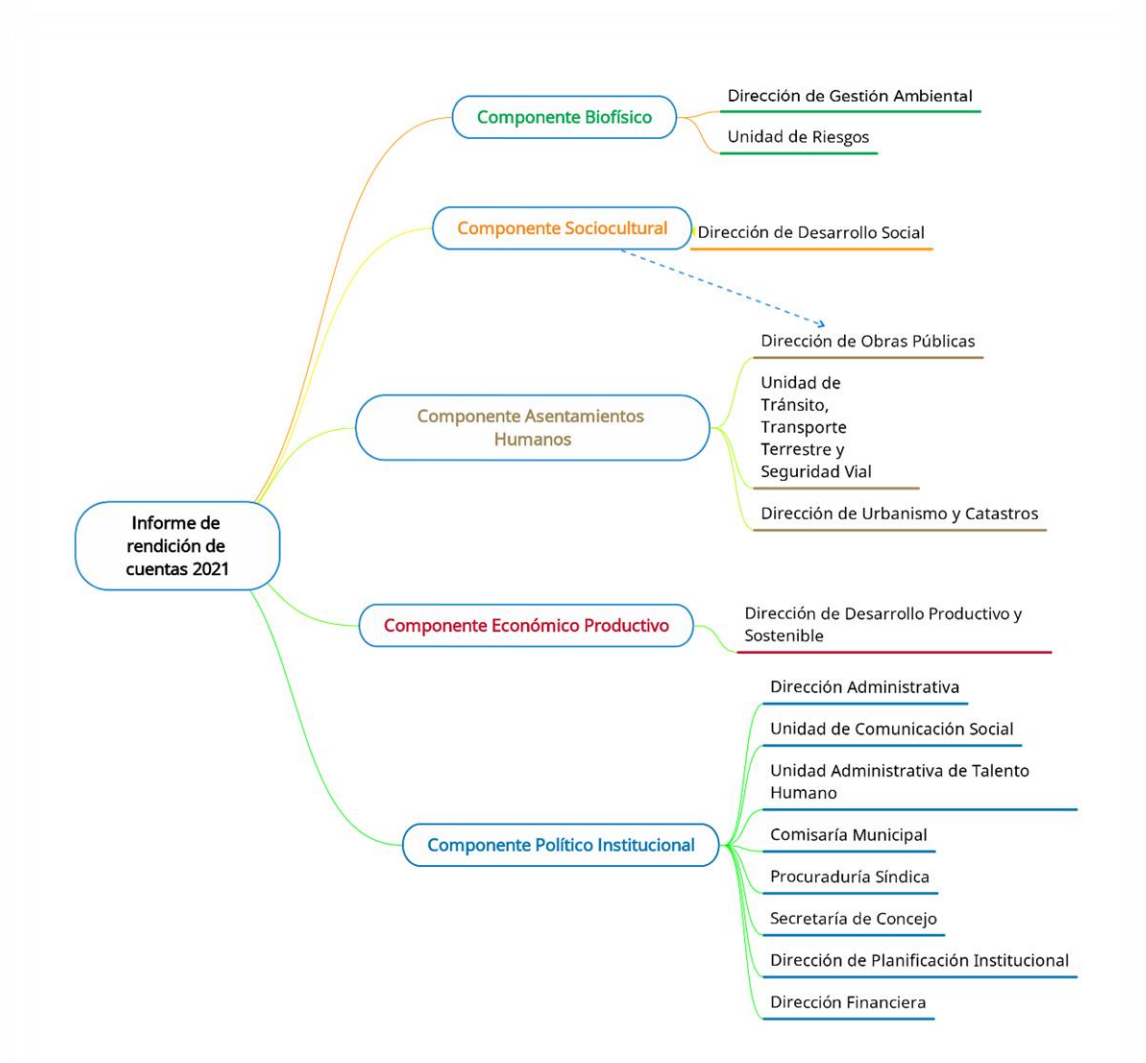 Informe de
rendición de
cuentas 2021
Componente Biofísico
Dirección de Gestión Ambiental
Unidad de Riesgos
Componente Sociocultural
Dirección de Desarrollo Social
Componente Asentamientos
Humanos
Dirección de Obras Públicas
Unidad de
Tránsito,
Transporte
Terrestre y
Seguridad Vial
Dirección de Urbanismo y Catastros
Componente Económico Productivo
Dirección de Desarrollo Productivo y
Sostenible
Componente Político Institucional
Dirección Administrativa
Unidad de Comunicación Social
Unidad Administrativa de Talento
Humano
Comisaría Municipal
Procuraduría Síndica
Secretaría de Concejo
Dirección de Planificación Institucional
Dirección Financiera